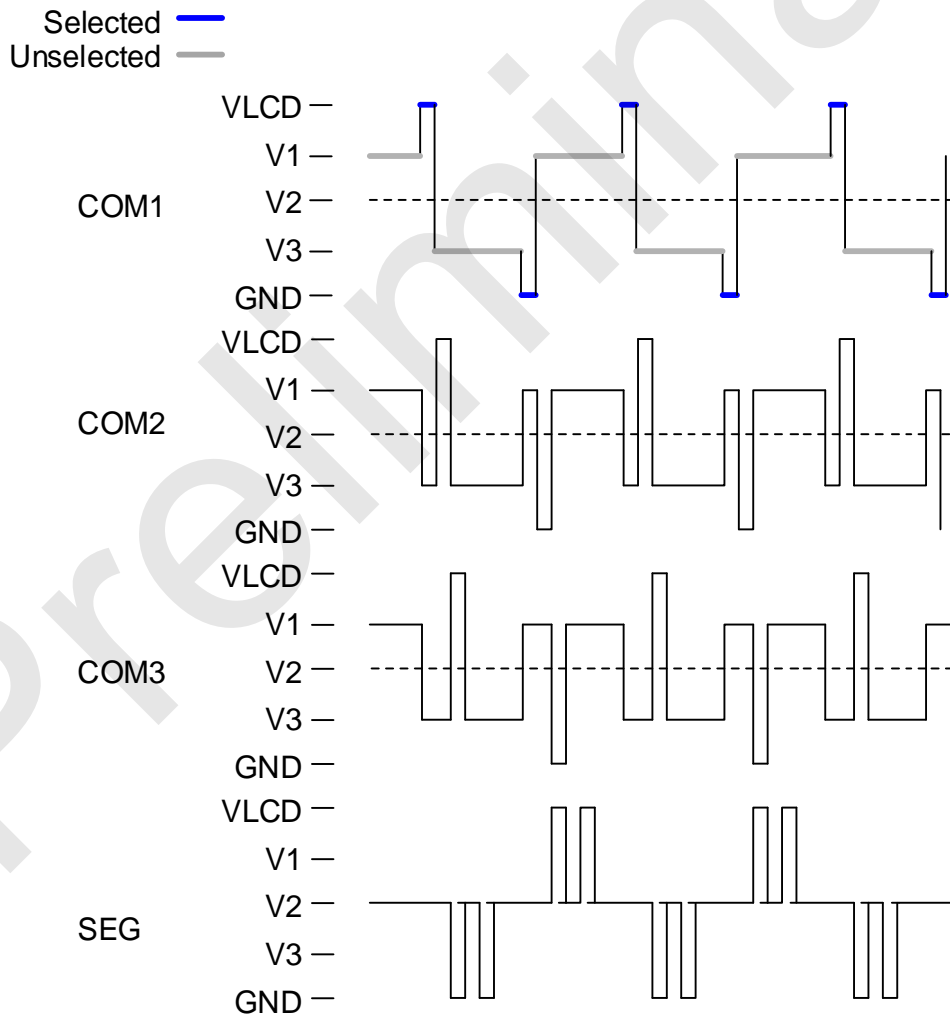 Selected
Unselected
VLCD
V1
COM1
V2
V3
GND
VLCD
V1
COM2
V2
V3
GND
VLCD
V1
COM3
V2
V3
GND
VLCD
V1
V2
SEG
V3
GND